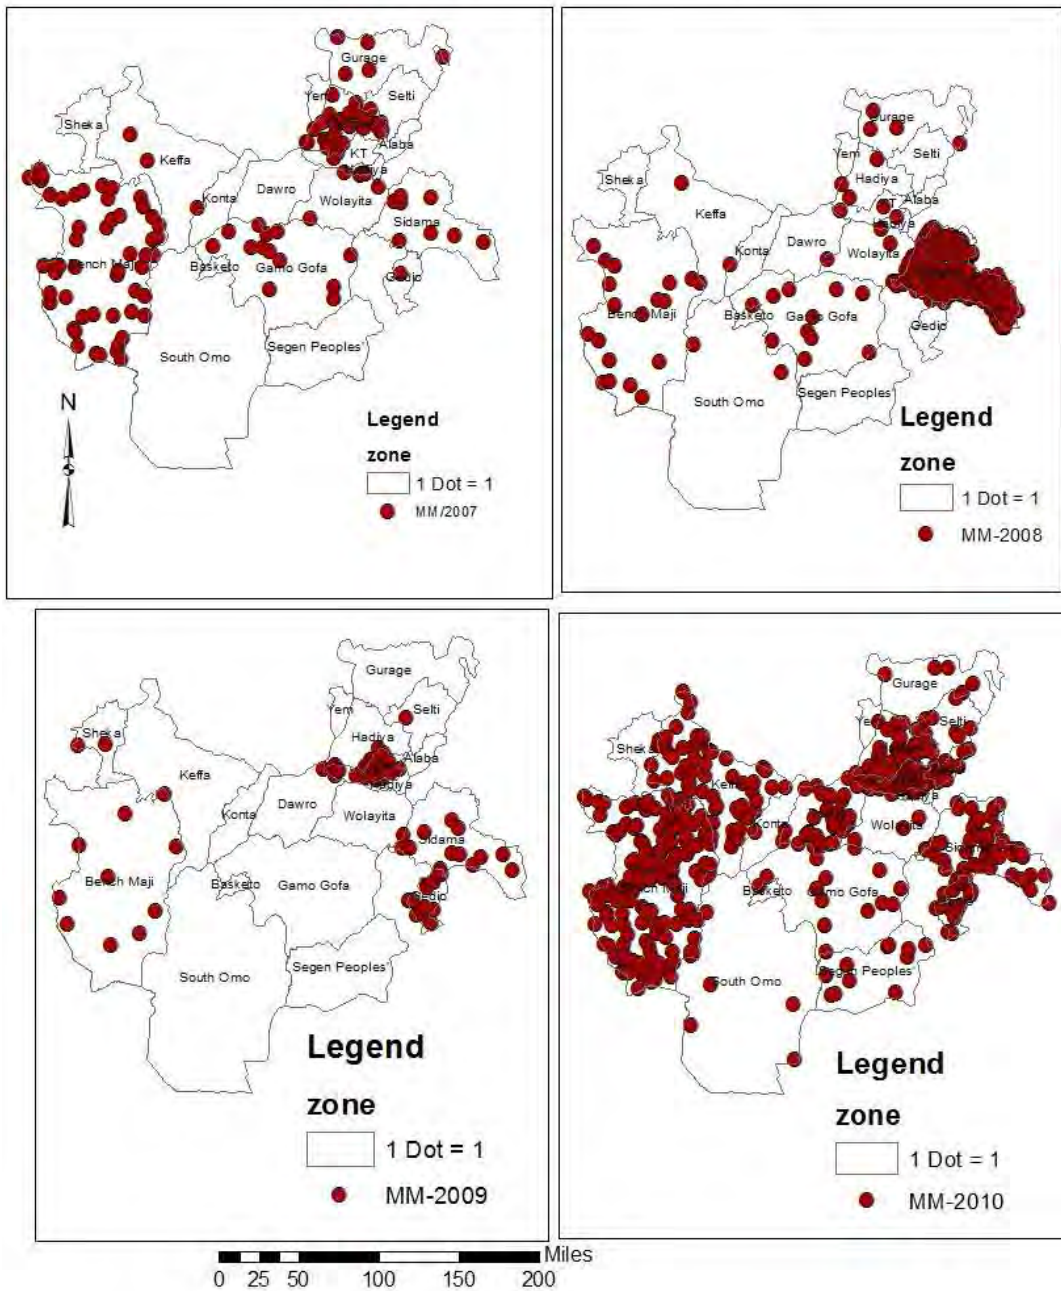 Gurage
Yem
Selti
Sheka
Alaba
KT
Keffa
Hadiya
Konta
Dawro
Wolayita
Sidama
Bench Maji
Basketo
Gamo Gofa
Gedio
Segen Peoples'
South Omo
N
Legend
zone
1 Dot = 1
MM/2007
Gurage
Yem
Selti
Hadiya
Sheka
Alaba
KT
Keffa
Hadiya
Konta
Dawro
Wolayita
Bench Maji
Basketo
Gamo Gofa
Gedio
Segen Peoples'
South Omo
Legend
zone
1 Dot = 1
MM-2008
Gurage
Yem
Selti
Sheka
Hadiya
Alaba
Keffa
Hadiya
Konta
Dawro
Wolayita
Sidama
Bench Maji
Basketo
Gamo Gofa
Gedio
Segen Peoples'
South Omo
Legend
zone
1 Dot = 1
MM-2009
Gurage
Yem
Selti
Sheka
Keffa
Konta
Wolayita
Bench Maji
Basketo
Gamo Gofa
Segen Peoples'
South Omo
Legend
zone
1 Dot = 1
MM-2010
Miles
0 25 50 100 150 200